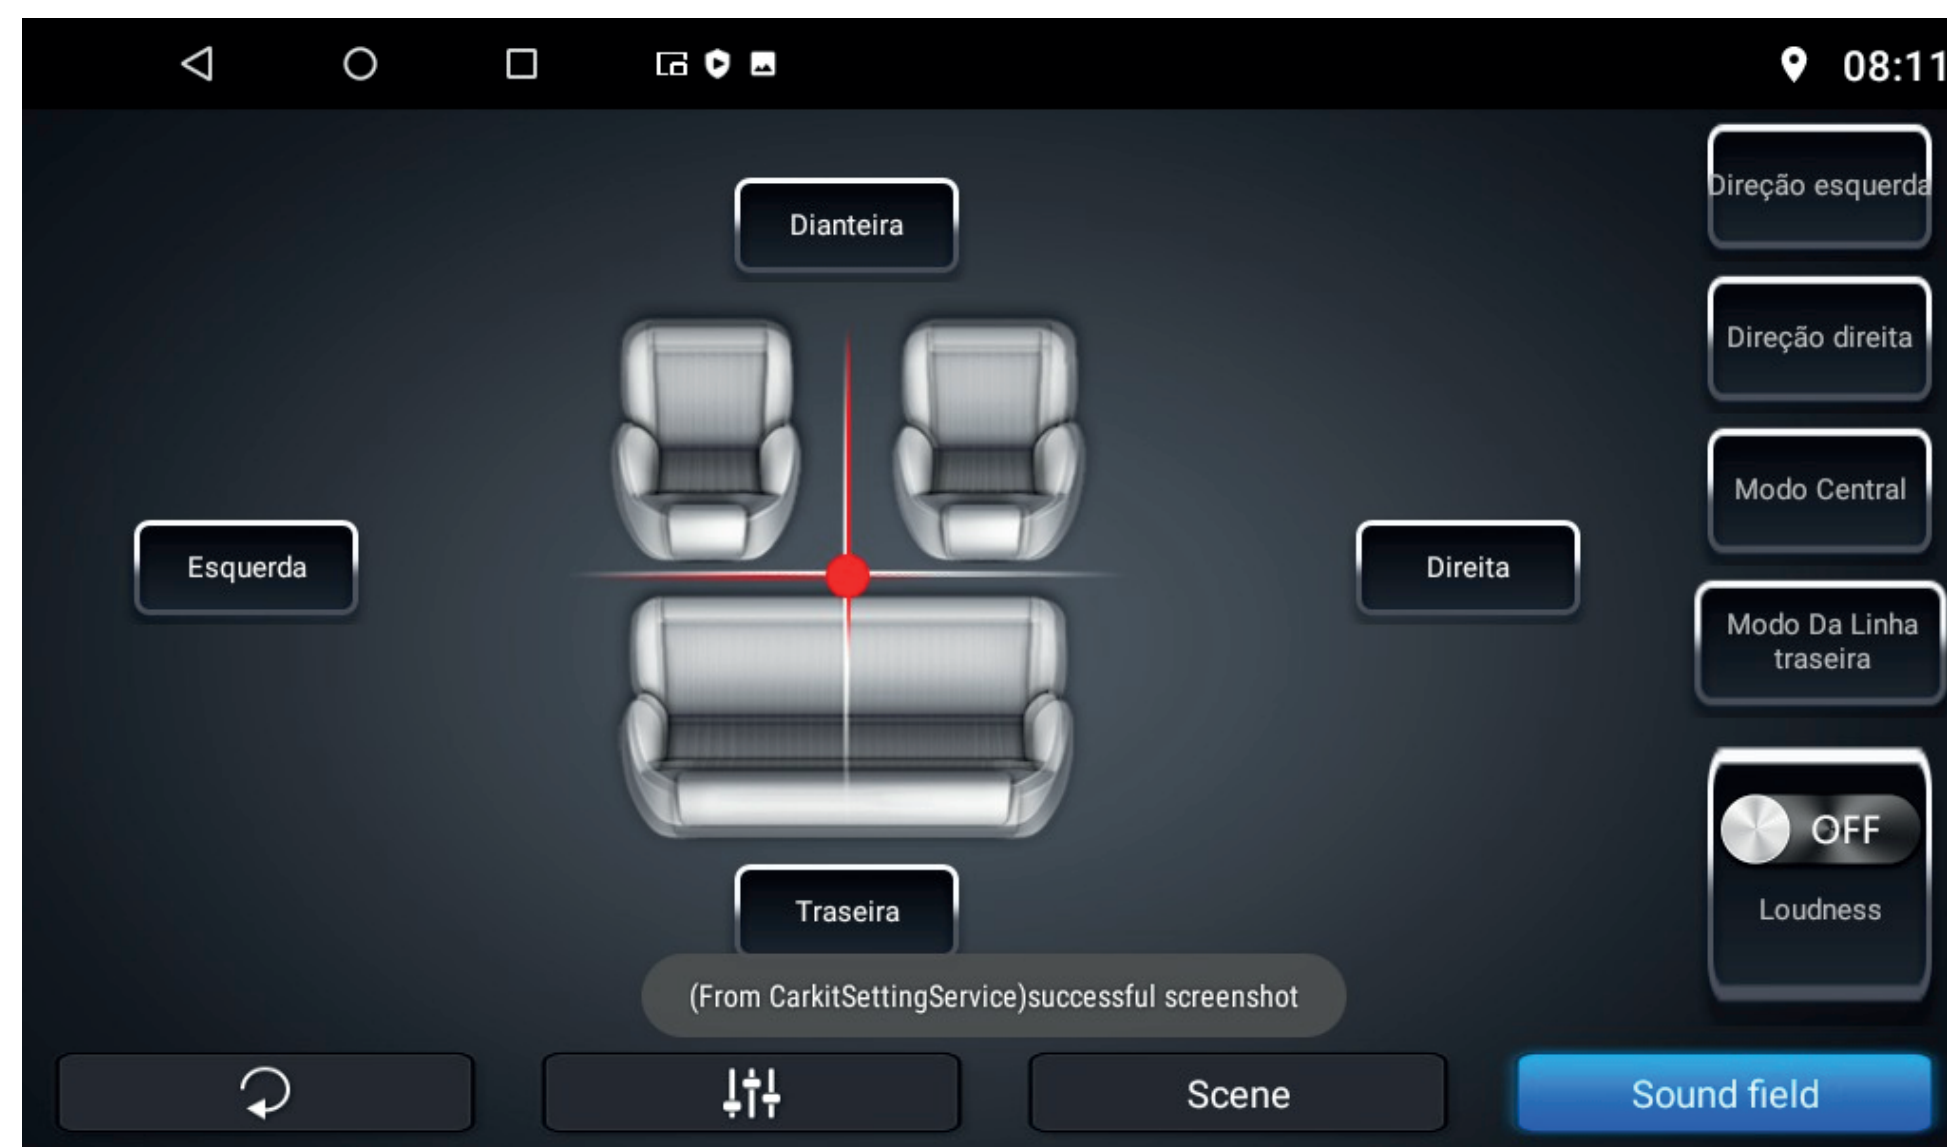 08:11
Direção esquerda
Dianteira
Direção direita
Modo Central
Esquerda
Direita
Modo Da Linha
traseira
OFF
Loudness
Traseira
(From CarkitSettingService)successful screenshot
Scene
Sound field